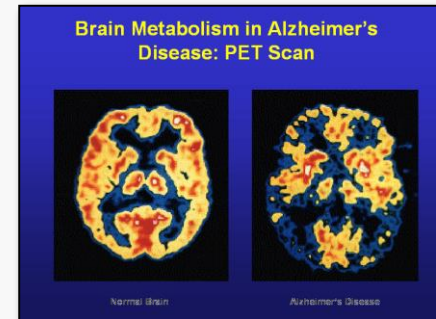 Brain Metabolism in Alzheimer's
Disease: PET Scan
Normal Brain
Alzheimer's Disease